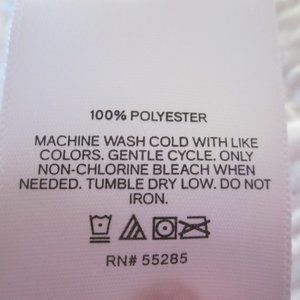 100% POLYESTER
MACHINE WASH COLD WITH LIKE
COLORS. GENTLE CYCLE. ONLY
NON-CHLORINE BLEACH WHEN
NEEDED. TUMBLE DRY LOW. DO NOT
IRON.
RN# 55285